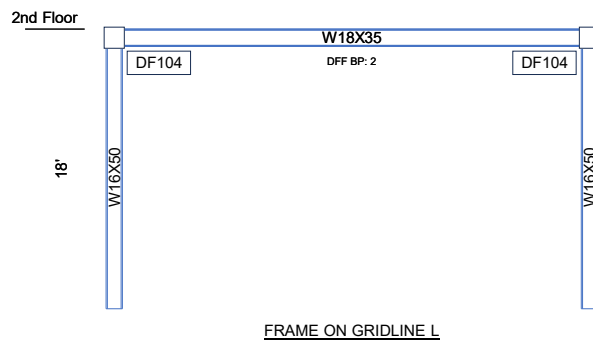 2nd Floor
W18X35
DF104
DFF BP: 2
DF104
18'
W16X50
W16X50
FRAME ON GRIDLINE L